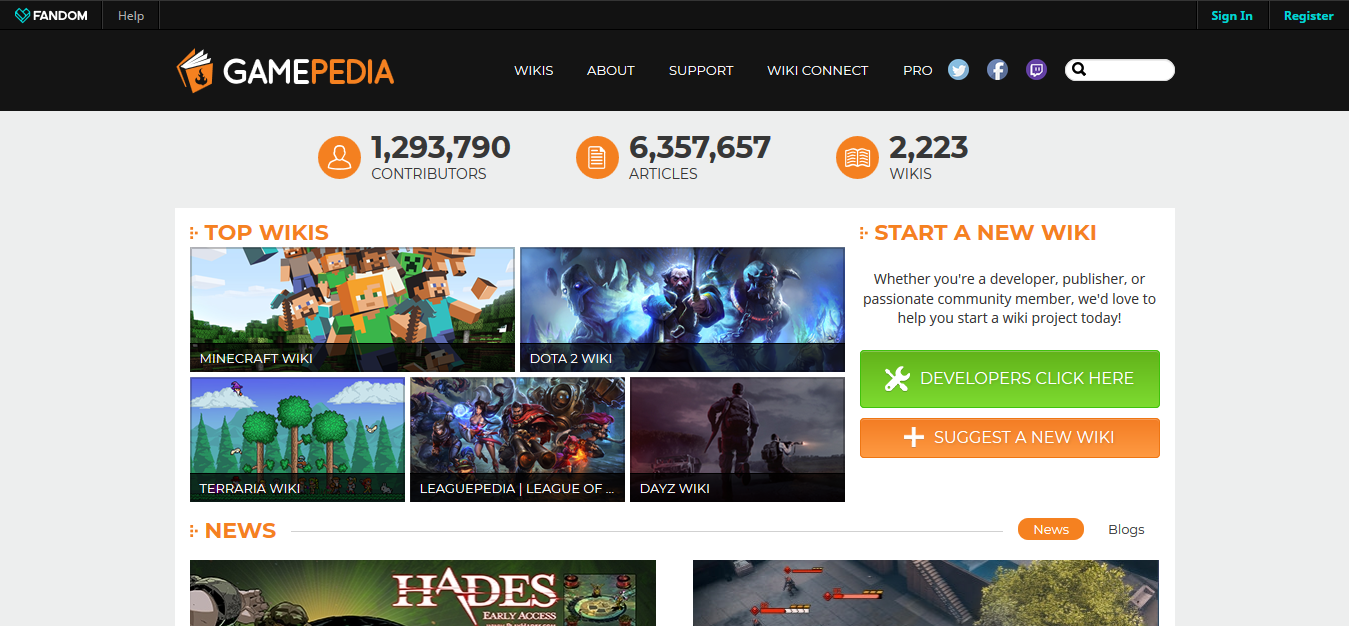 FANDOM
Help
Sign In
Register
GAMEPEDIA
WIKIS
ABOUT
SUPPORT
WIKI CONNECT
PRO
1,293,790
CONTRIBUTORS
6,357,657
ARTICLES
2,223
WIKIS
TOP WIKIS
MINECRAFT WIKI
DOTA 2 WIKI
TERRARIA WIKI
LEAGUEPEDIA | LEAGUE OF ...
DAYZ WIKI
START A NEW WIKI
Whether you're a developer, publisher, or
passionate community member, we'd love to
help you start a wiki project today!
DEVELOPERS CLICK HERE
SUGGEST A NEW WIKI
NEWS
News
Blogs
HADES
EARLY ACCESS